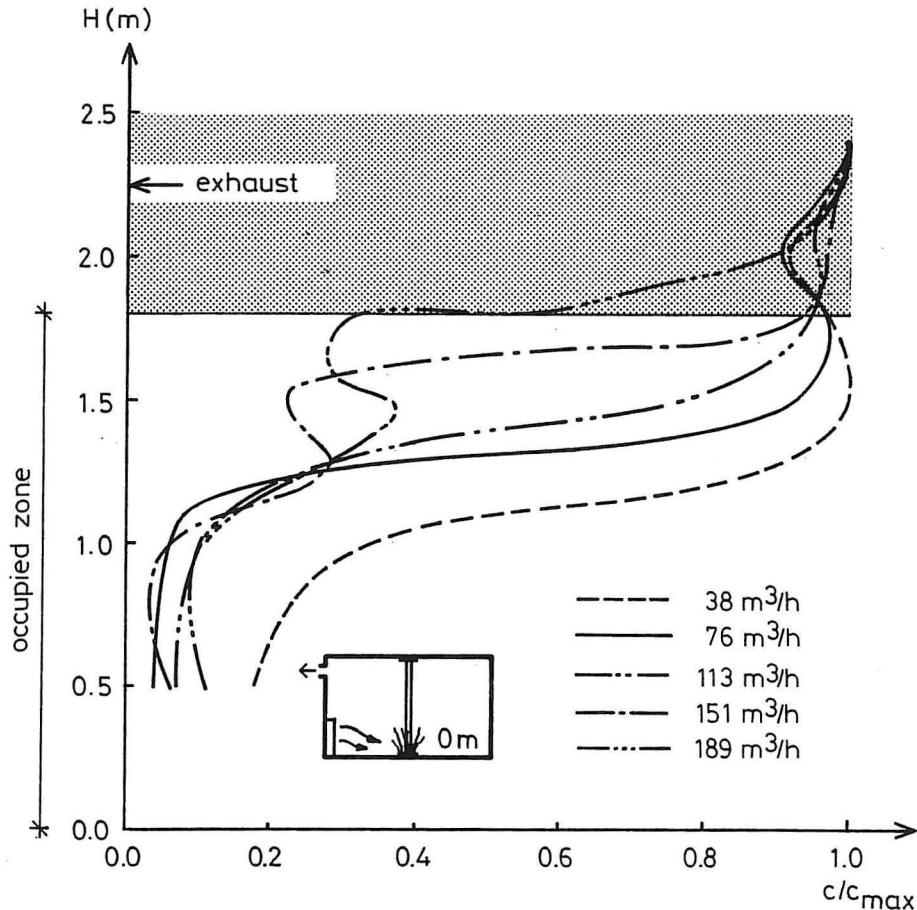 H(m)
2.5
exhaust
2.0
1.5
1.0
0.5
0.0
occupied zone
38 m³/h
76 m³/h
113 m³/h
151 m³/h
189 m³/h
0m
0.0 0.2 0.4 0.6 0.8 1.0
c/cmax